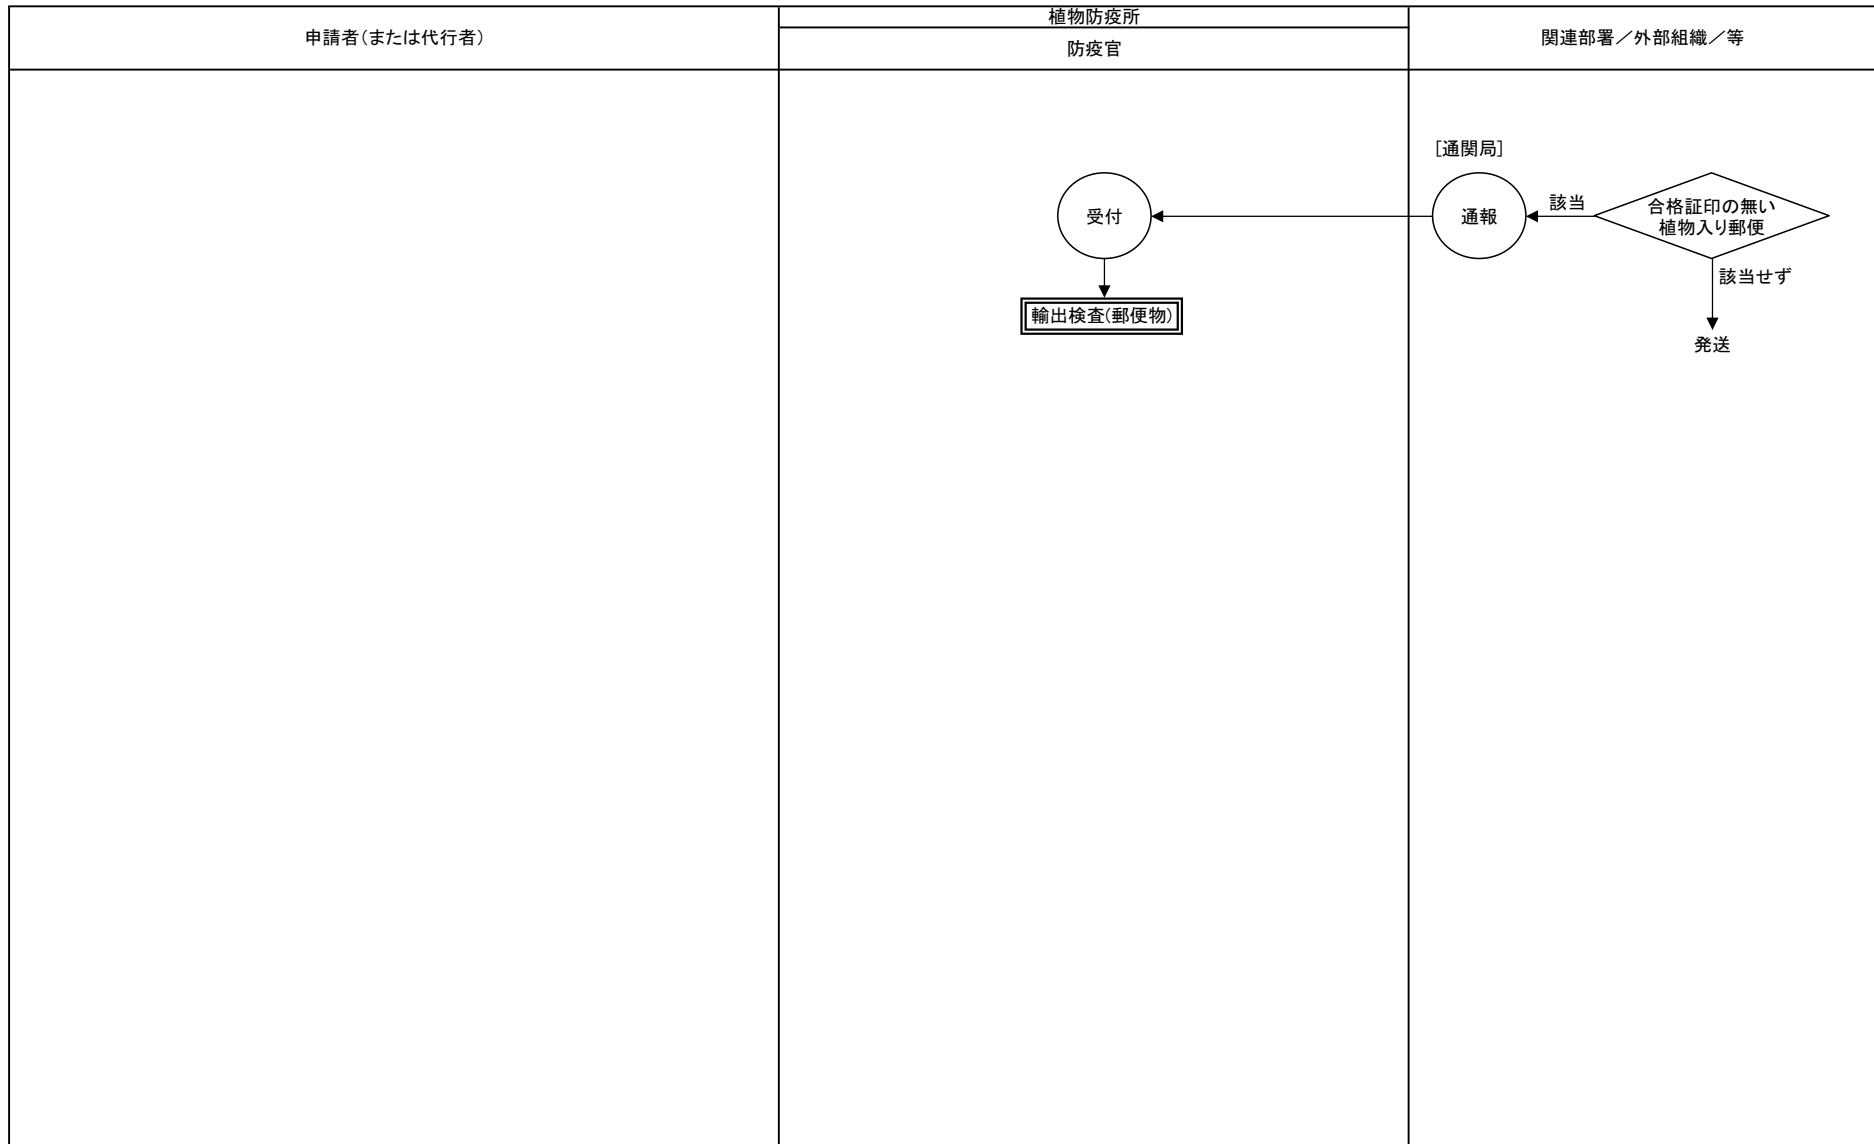 申請者（または代行者）
植物防疫所
防疫官
関連部署／外部組織／等
[通関局]
受付
通報
該当
合格証印の無い
植物入り郵便
該当せず
輸出検査(郵便物)
発送